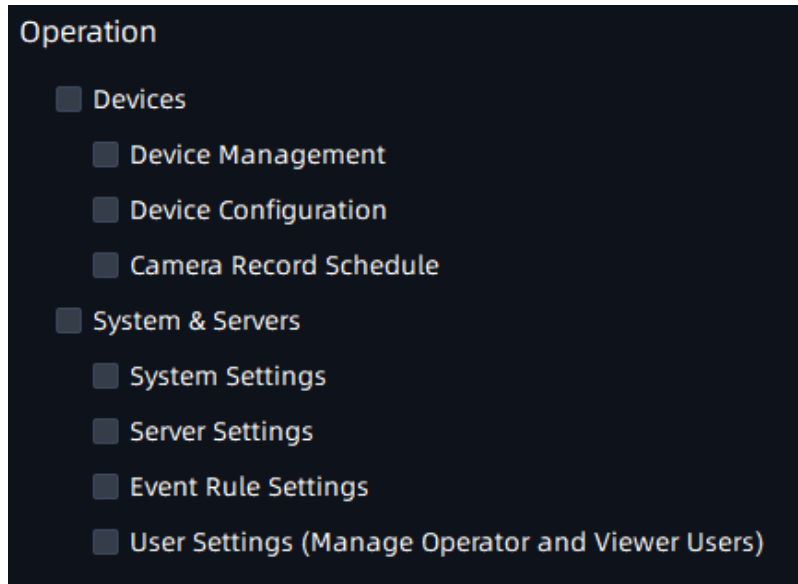 Operation
Devices
Device Management
Device Configuration
Camera Record Schedule
System & Servers
System Settings
Server Settings
Event Rule Settings
User Settings (Manage Operator and Viewer Users)